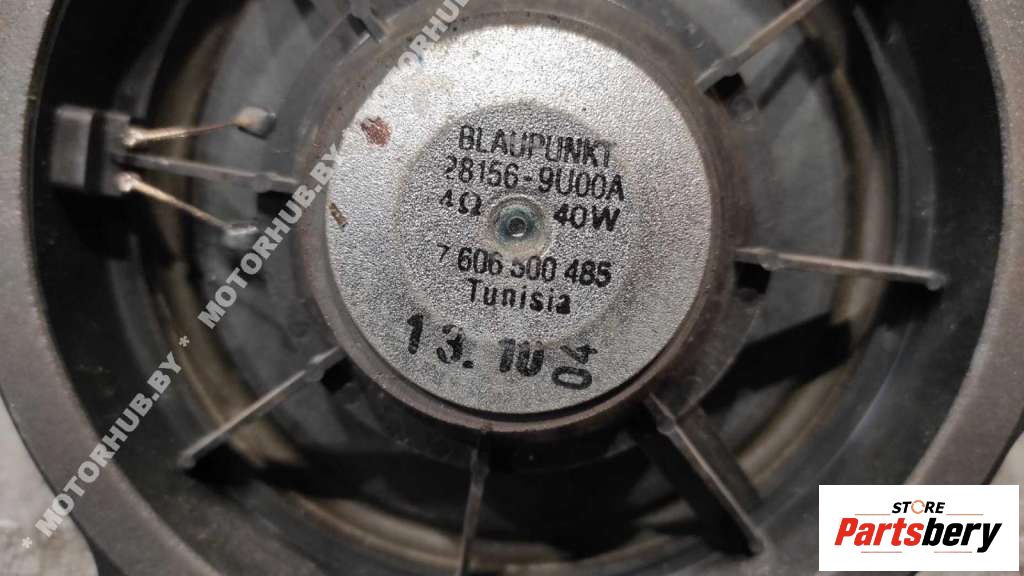 BLAUPUNKT
28156-9U00A
4Ω 40W
7 606 300 485
Tunisia
13. 10 04
* MOTORHUB.BY * MOTORHUB.BY * MOTORHUB.BY
STORE
Partsbery